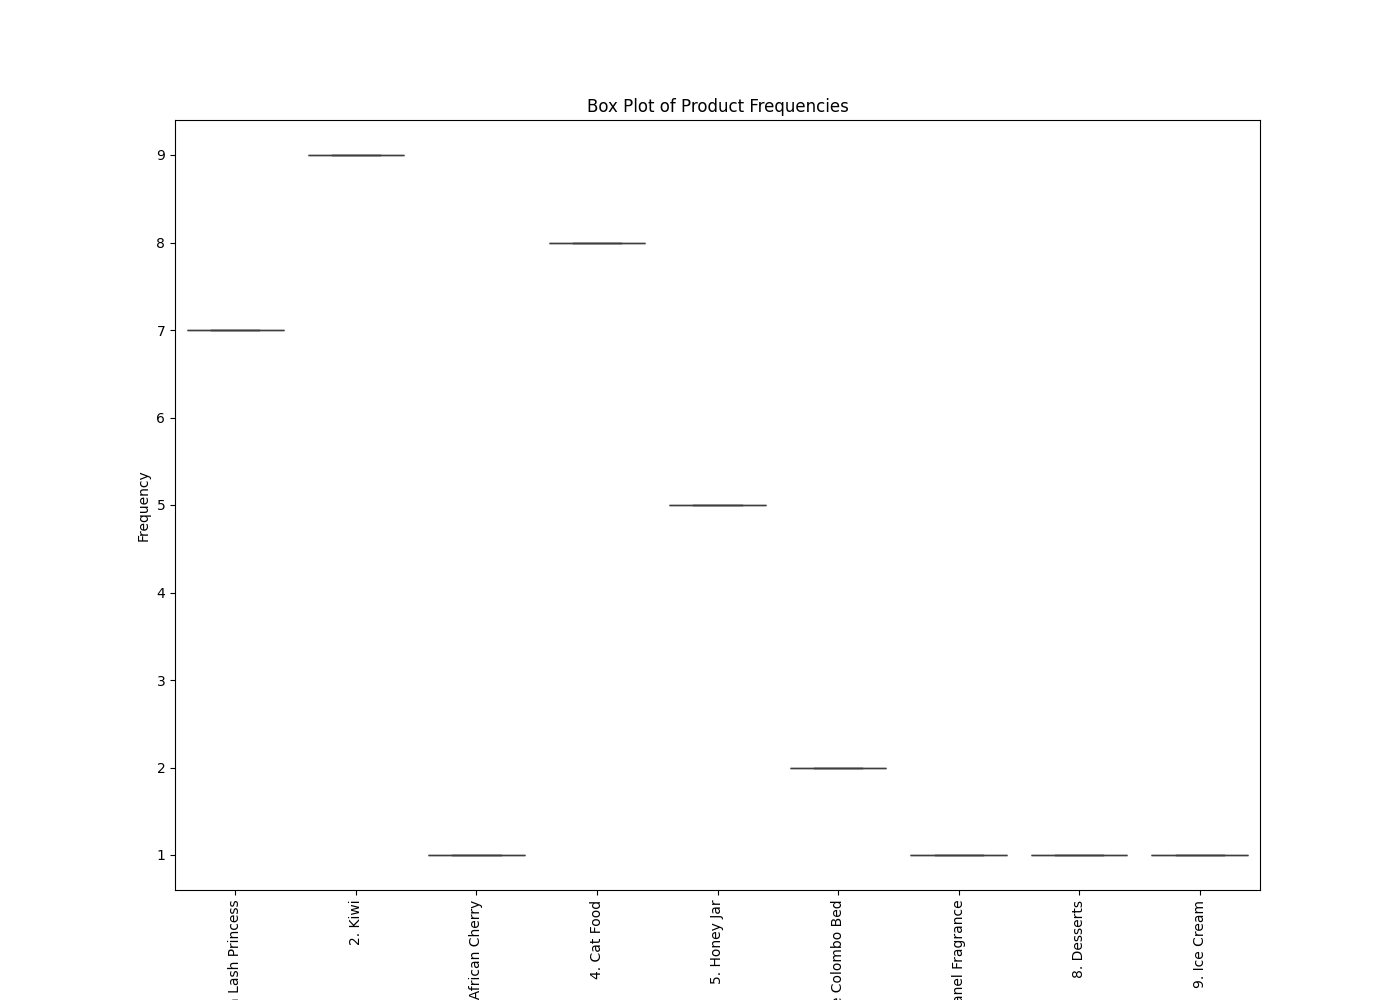 Box Plot of Product Frequencies
9
8
7
6
5
4
3
2
1
Frequency
Lash Princess
2. Kiwi
African Cherry
4. Cat Food
5. Honey Jar
Colombo Bed
Fragrance
8. Desserts
9. Ice Cream